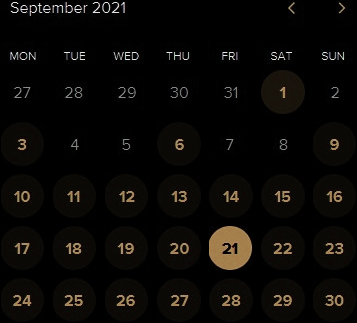 September 2021
MON TUE WED THU FRI SAT SUN
27 28 29 30 31 1 2
3 4 5 6 7 8 9
10 11 12 13 14 15 16
17 18 19 20 21 22 23
24 25 26 27 28 29 30